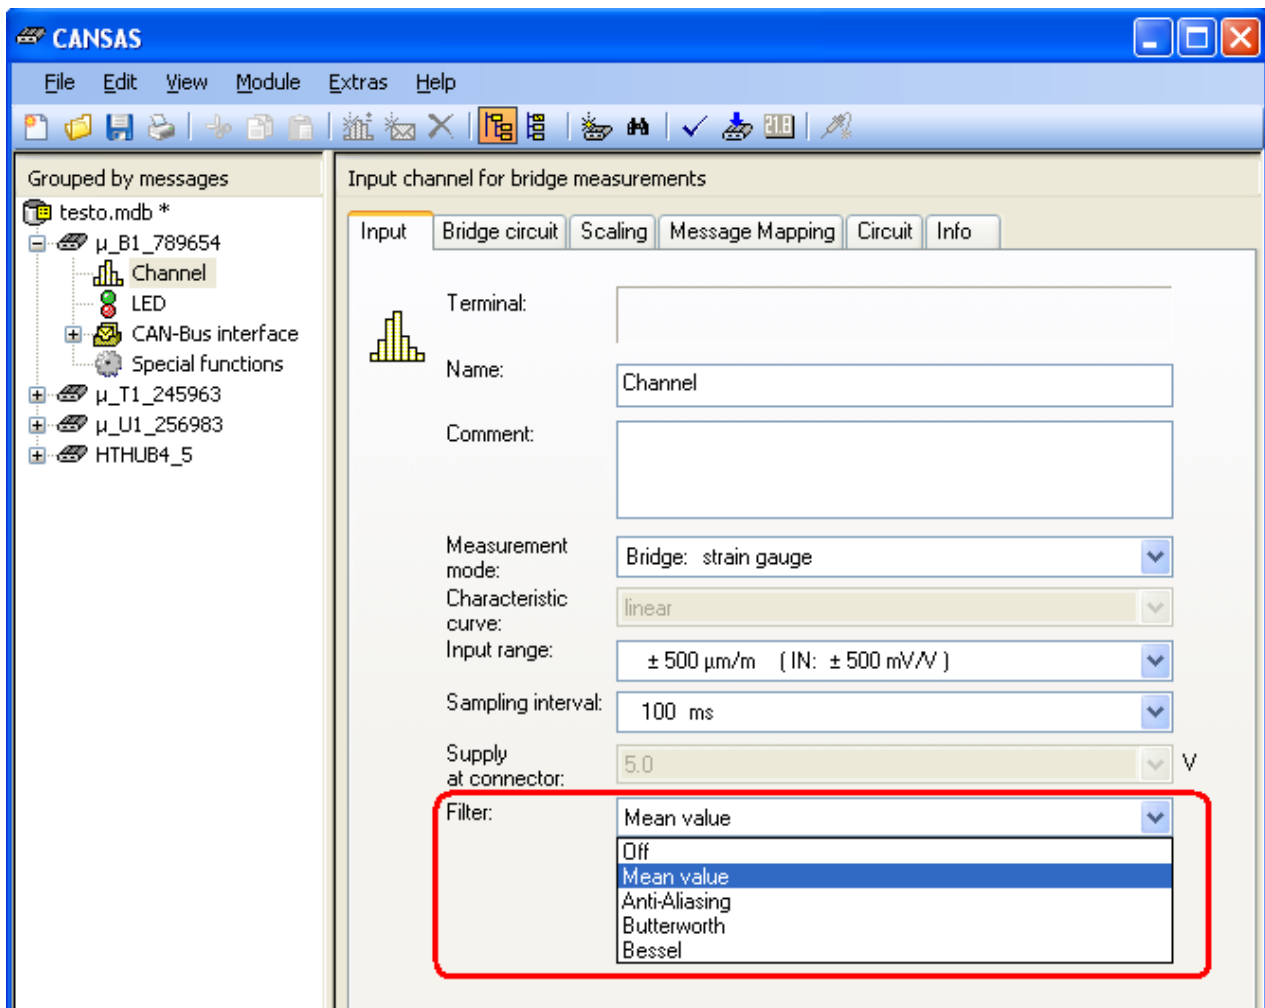 CANSAS
File Edit View Module Extras Help
21.8
Grouped by messages
testo.mdb *
µ_B1_789654
Channel
LED
CAN-Bus interface
Special functions
µ_T1_245963
µ_U1_256983
HTHUB4_5
Input channel for bridge measurements
Input Bridge circuit Scaling Message Mapping Circuit Info
Terminal:
Name: Channel
Comment:
Measurement
mode: Bridge: strain gauge
Characteristic
curve: linear
Input range: ± 500 µm/m ( IN: ± 500 mV/V )
Sampling interval: 100 ms
Supply
at connector: 5.0 V
Filter: Mean value
Off
Mean value
Anti-Aliasing
Butterworth
Bessel